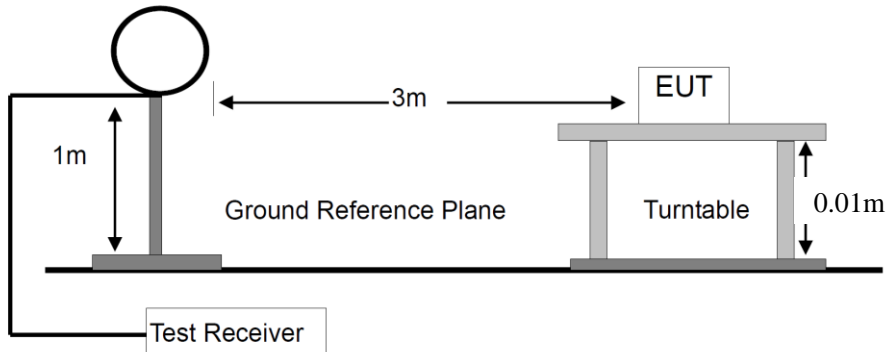 EUT
3m
1m
0.01m
Ground Reference Plane
Turntable
Test Receiver